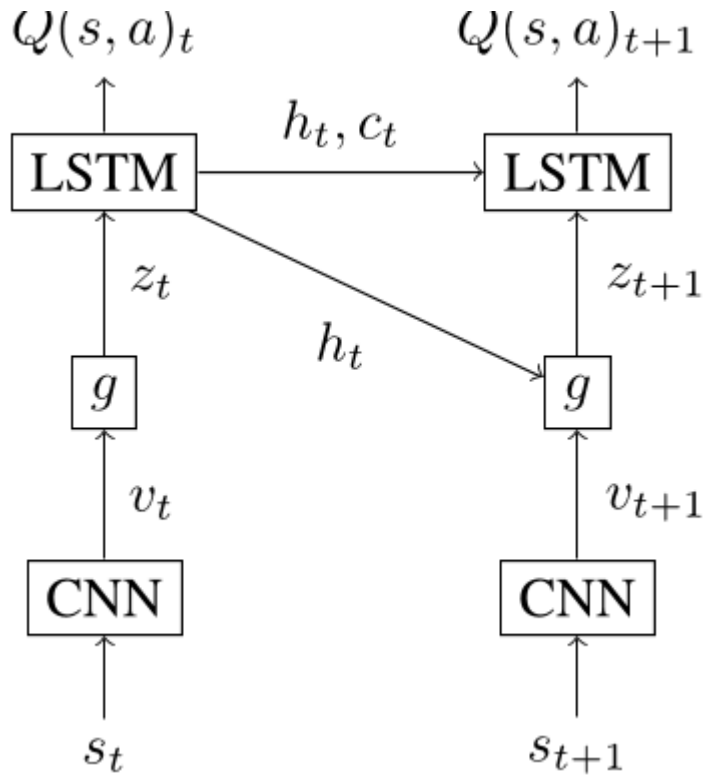 Q(s, a)_t Q(s, a)_{t+1}
h_t, c_t
LSTM LSTM
z_t z_{t+1}
h_t
g g
v_t v_{t+1}
CNN CNN
s_t s_{t+1}